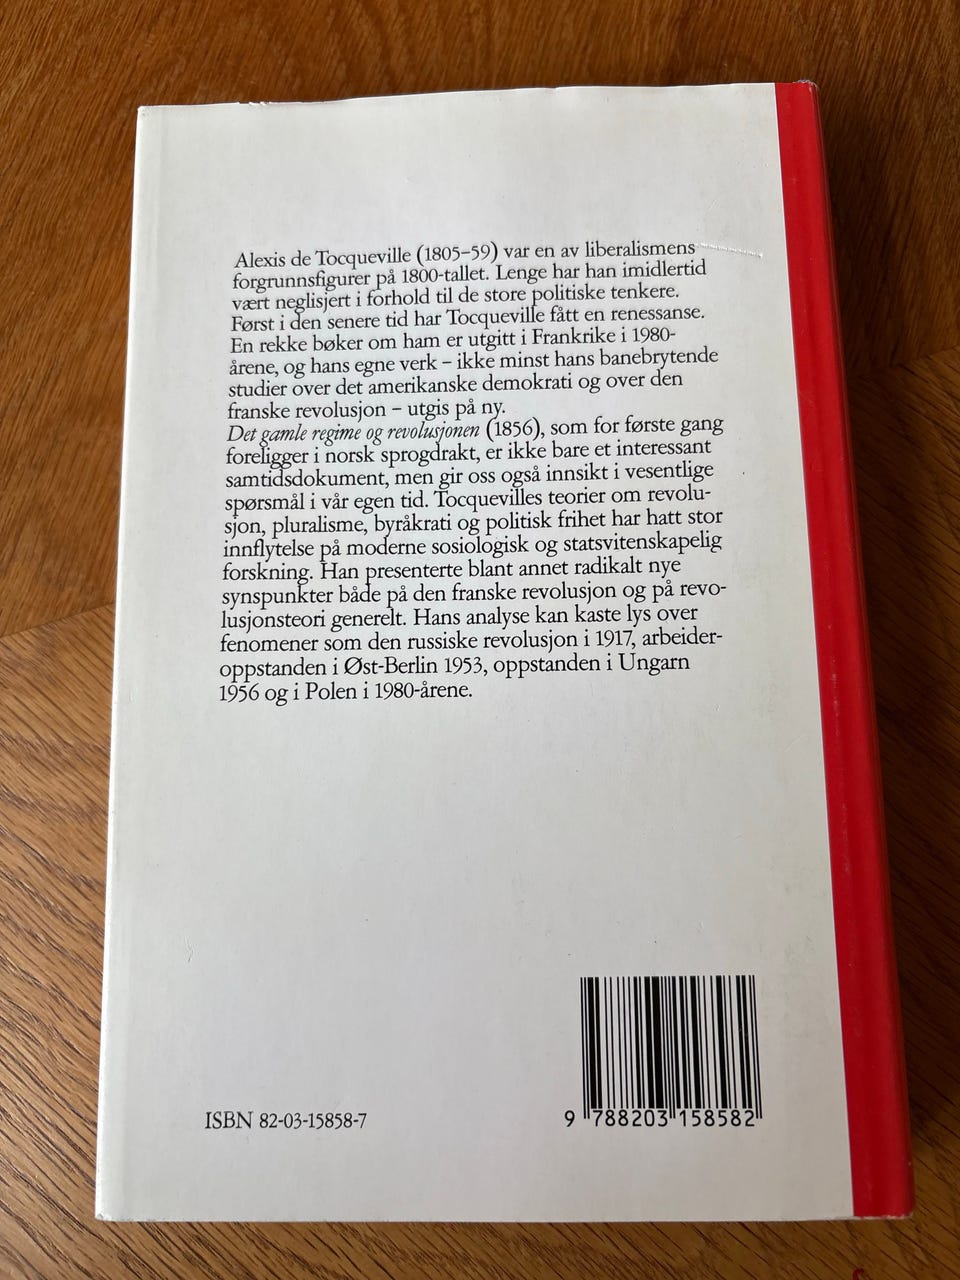 Alexis de Tocqueville (1805–59) var en av liberalismens
forgrunnsfigurer på 1800-tallet. Lenge har han imidlertid
vært neglisjert i forhold til de store politiske tenkere.
Først i den senere tid har Tocqueville fått en renessanse.
En rekke bøker om ham er utgitt i Frankrike i 1980-
årene, og hans egne verk – ikke minst hans banebrytende
studier over det amerikanske demokrati og over den
franske revolusjon – utgis på ny.
Det gamle regime og revolusjonen (1856), som for første gang
foreligger i norsk sprogdrakt, er ikke bare et interessant
samtidsdokument, men gir oss også innsikt i vesentlige
spørsmål i vår egen tid. Tocquevilles teorier om revolu-
sjon, pluralisme, byråkrati og politisk frihet har hatt stor
innflytelse på moderne sosiologisk og statsvitenskapelig
forskning. Han presenterte blant annet radikalt nye
synspunkter både på den franske revolusjon og på revo-
lusjonsteori generelt. Hans analyse kan kaste lys over
fenomener som den russiske revolusjon i 1917, arbeider-
oppstanden i Øst-Berlin 1953, oppstanden i Ungarn
1956 og i Polen i 1980-årene.
ISBN 82-03-15858-7
9 788203 158582